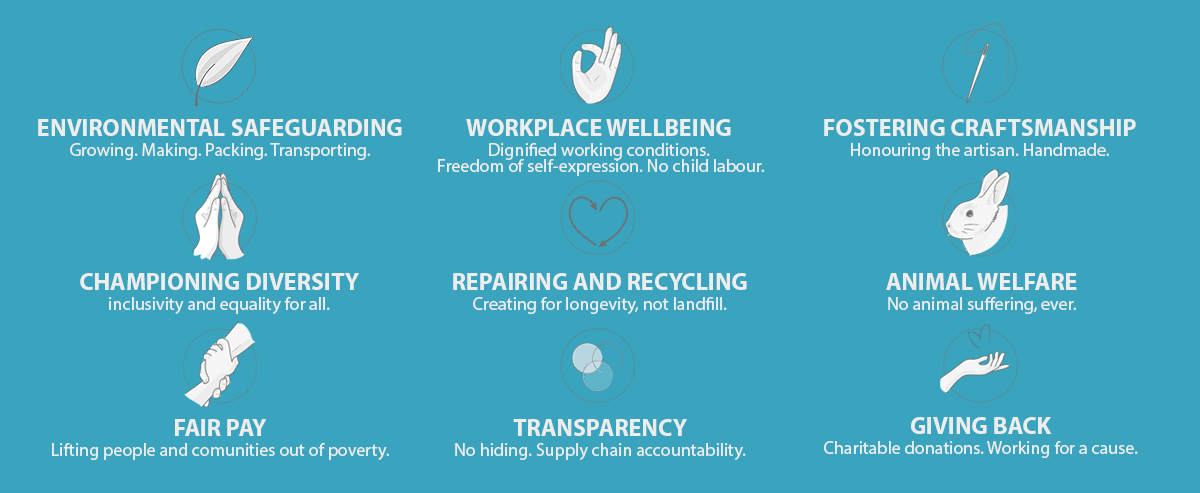 ENVIRONMENTAL SAFEGUARDING
Growing. Making. Packing. Transporting.
WORKPLACE WELLBEING
Dignified working conditions.
Freedom of self-expression. No child labour.
FOSTERING CRAFTSMANSHIP
Honouring the artisan. Handmade.
CHAMPIONING DIVERSITY
inclusivity and equality for all.
REPAIRING AND RECYCLING
Creating for longevity, not landfill.
ANIMAL WELFARE
No animal suffering, ever.
FAIR PAY
Lifting people and comunities out of poverty.
TRANSPARENCY
No hiding. Supply chain accountability.
GIVING BACK
Charitable donations. Working for a cause.